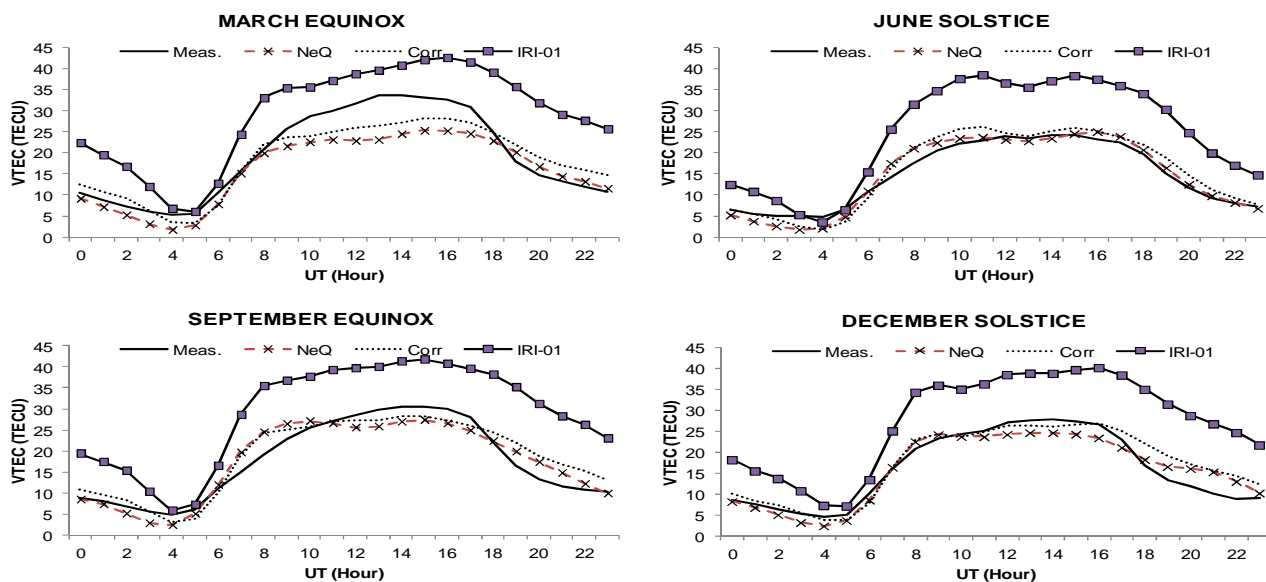 MARCH EQUINOX
Meas. NeQ Corr IRI-01
VTEC (TECU)
45
40
35
30
25
20
15
10
5
0
0 2 4 6 8 10 12 14 16 18 20 22
UT (Hour)
JUNE SOLSTICE
Meas. NeQ Corr IRI-01
VTEC (TECU)
45
40
35
30
25
20
15
10
5
0
0 2 4 6 8 10 12 14 16 18 20 22
UT (Hour)
SEPTEMBER EQUINOX
Meas. NeQ Corr IRI-01
VTEC (TECU)
45
40
35
30
25
20
15
10
5
0
0 2 4 6 8 10 12 14 16 18 20 22
UT (Hour)
DECEMBER SOLSTICE
Meas. NeQ Corr IRI-01
VTEC (TECU)
45
40
35
30
25
20
15
10
5
0
0 2 4 6 8 10 12 14 16 18 20 22
UT (Hour)